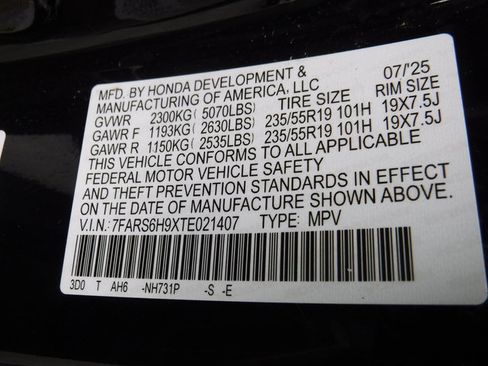 MFD. BY HONDA DEVELOPMENT & 07/'25
MANUFACTURING OF AMERICA, LLC
GVWR 2300KG( 5070LBS) TIRE SIZE RIM SIZE
GAWR F 1193KG( 2630LBS) 235/55R19 101H 19X7.5J
GAWR R 1150KG( 2535LBS) 235/55R19 101H 19X7.5J
THIS VEHICLE CONFORMS TO ALL APPLICABLE
FEDERAL MOTOR VEHICLE SAFETY
AND THEFT PREVENTION STANDARDS IN EFFECT
ON THE DATE OF MANUFACTURE SHOWN ABOVE.
V.I.N.: 7FARS6H9XTE021407 TYPE: MPV
3D0 T AH6 -NH731P -S -E